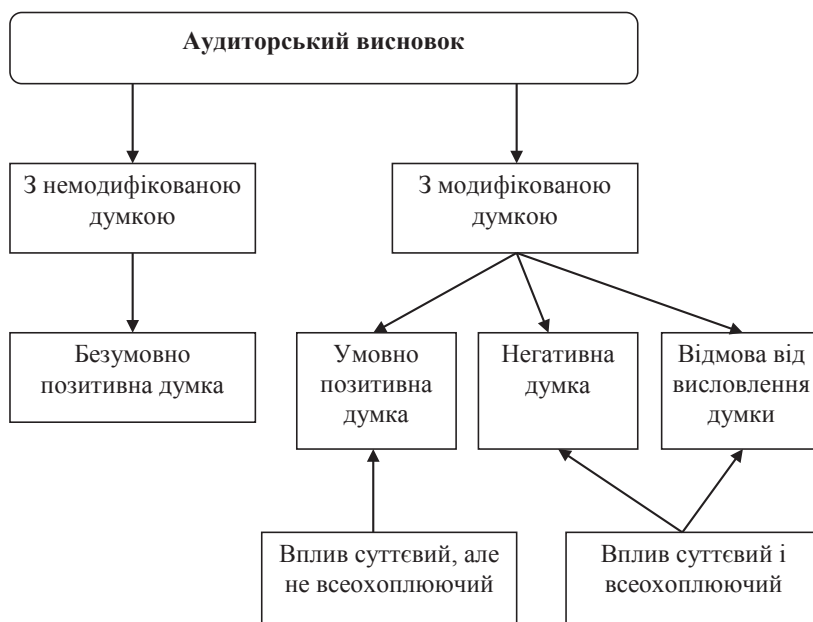 Аудиторський висновок
З немодифікованою
думкою
З модифікованою
думкою
Безумовно
позитивна думка
Умовно
позитивна
думка
Негативна
думка
Відмова від
висловлення
думки
Вплив суттєвий, але
не всеохоплюючий
Вплив суттєвий і
всеохоплюючий